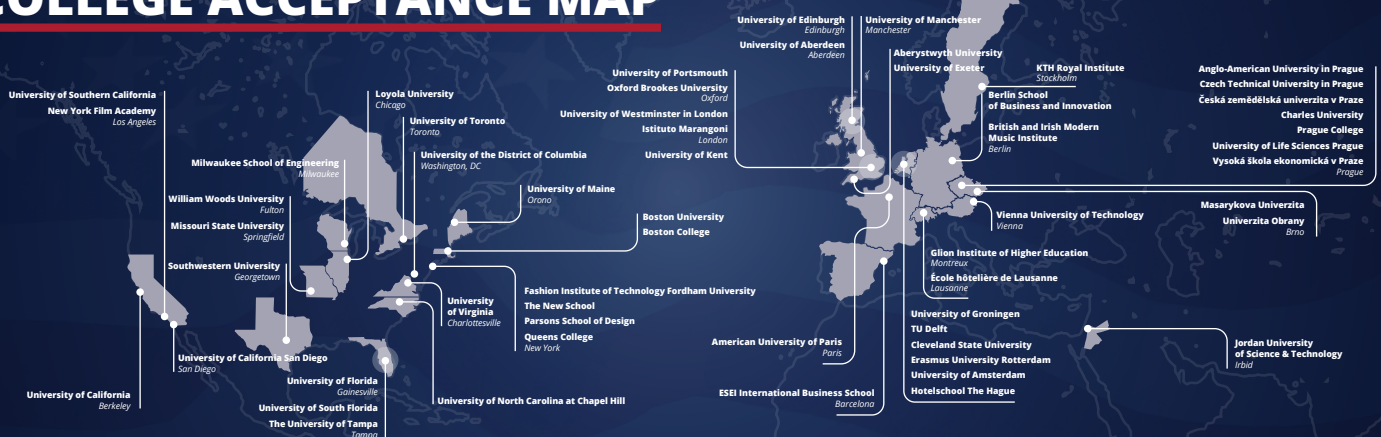 COLLEGE ACCEPTANCE MAP
University of Southern California
New York Film Academy
Los Angeles
Milwaukee School of Engineering
Milwaukee
William Woods University
Fulton
Missouri State University
Springfield
Southwestern University
Georgetown
University of California San Diego
San Diego
University of California
Berkeley
University of Florida
Gainesville
University of South Florida
The University of Tampa
Tampa
Loyola University
Chicago
University of Toronto
Toronto
University of the District of Columbia
Washington, DC
University of Maine
Orono
Boston University
Boston College
Fashion Institute of Technology Fordham University
The New School
Parsons School of Design
Queens College
New York
University
of Virginia
Charlottesville
University of North Carolina at Chapel Hill
University of Edinburgh
Edinburgh
University of Aberdeen
Aberdeen
University of Manchester
Manchester
Aberystwyth University
University of Exeter
University of Portsmouth
Oxford Brookes University
Oxford
University of Westminster in London
Istituto Marangoni
London
University of Kent
KTH Royal Institute
Stockholm
Berlin School
of Business and Innovation
British and Irish Modern
Music Institute
Berlin
Anglo-American University in Prague
Czech Technical University in Prague
Česká zemědělská univerzita v Praze
Charles University
Prague College
University of Life Sciences Prague
Vysoká škola ekonomická v Praze
Prague
Masarykova Univerzita
Univerzita Obrany
Brno
Vienna University of Technology
Vienna
Glion Institute of Higher Education
Montreux
École hôtelière de Lausanne
Lausanne
University of Groningen
TU Delft
Cleveland State University
Erasmus University Rotterdam
University of Amsterdam
Hotelschool The Hague
American University of Paris
Paris
ESEI International Business School
Barcelona
Jordan University
of Science & Technology
Irbid